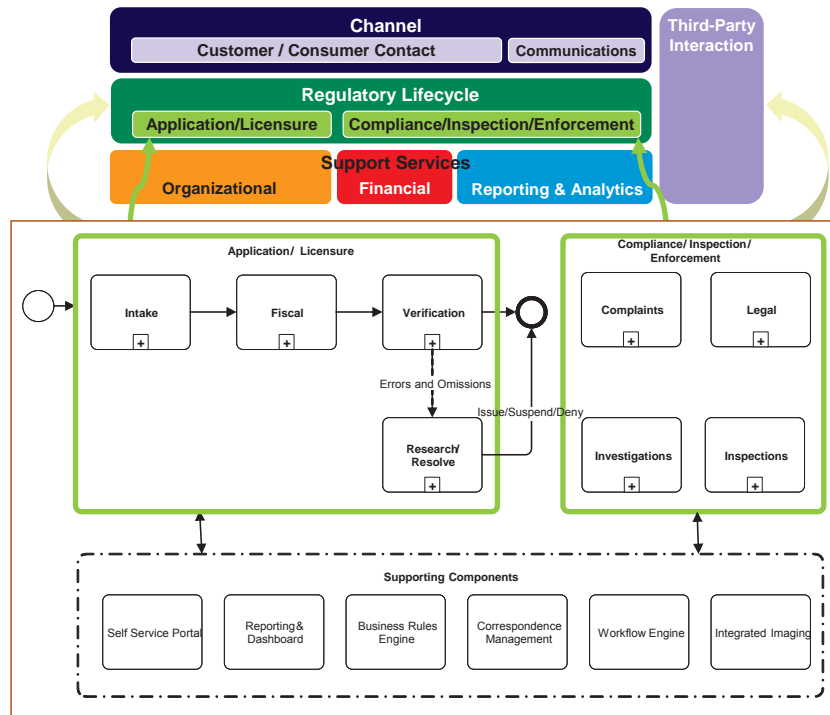 Channel
Customer / Consumer Contact
Communications
Third-Party
Interaction
Regulatory Lifecycle
Application/Licensure
Compliance/Inspection/Enforcement
Support Services
Organizational
Financial
Reporting & Analytics
Application/ Licensure
Compliance/ Inspection/
Enforcement
Intake
+
Fiscal
+
Verification
+
Complaints
+
Legal
+
Errors and Omissions
Issue/Suspend/Deny
Research/
Resolve
+
Investigations
+
Inspections
+
Supporting Components
Self Service Portal
Reporting &
Dashboard
Business Rules
Engine
Correspondence
Management
Workflow Engine
Integrated Imaging